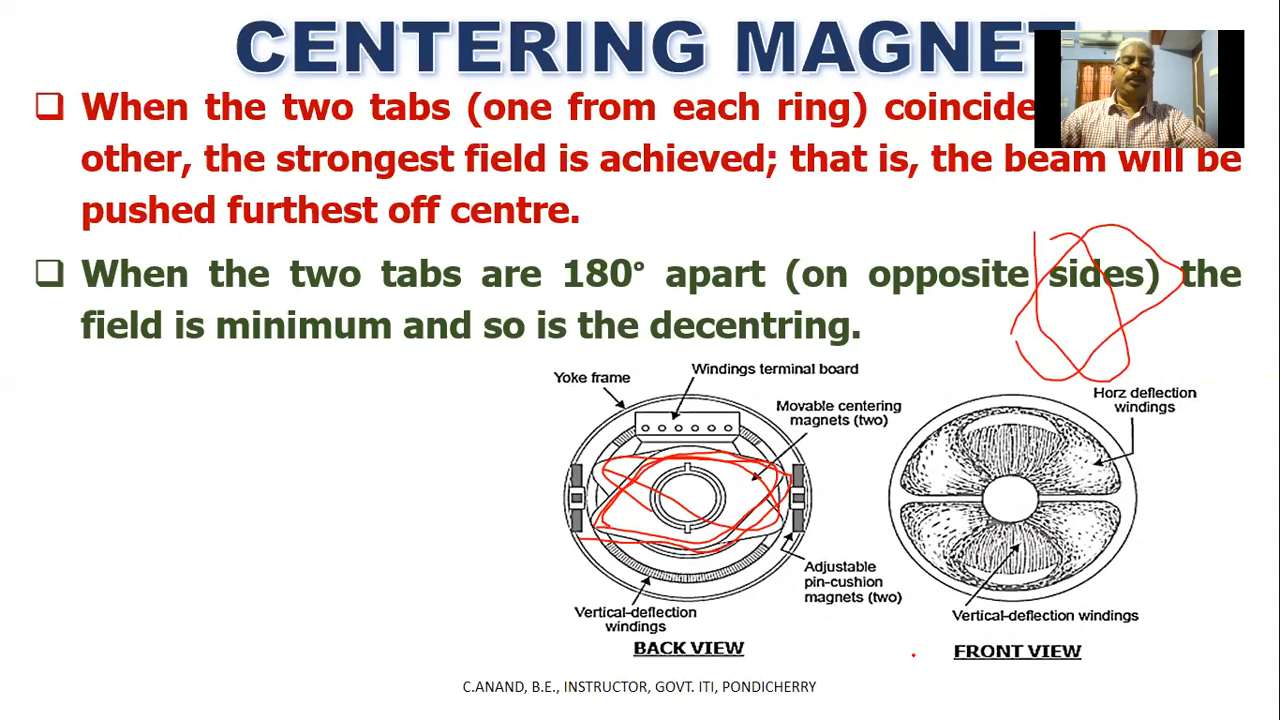 CENTERING MAGNET
❑ When the two tabs (one from each ring) coincide
other, the strongest field is achieved; that is, the beam will be
pushed furthest off centre.
❑ When the two tabs are 180° apart (on opposite sides) the
field is minimum and so is the decentring.
Yoke frame
Windings terminal board
Movable centering
magnets (two)
Adjustable
pin-cushion
magnets (two)
Vertical-deflection
windings
BACK VIEW
Horz deflection
windings
Vertical-deflection windings
FRONT VIEW
C.ANAND, B.E., INSTRUCTOR, GOVT. ITI, PONDICHERRY